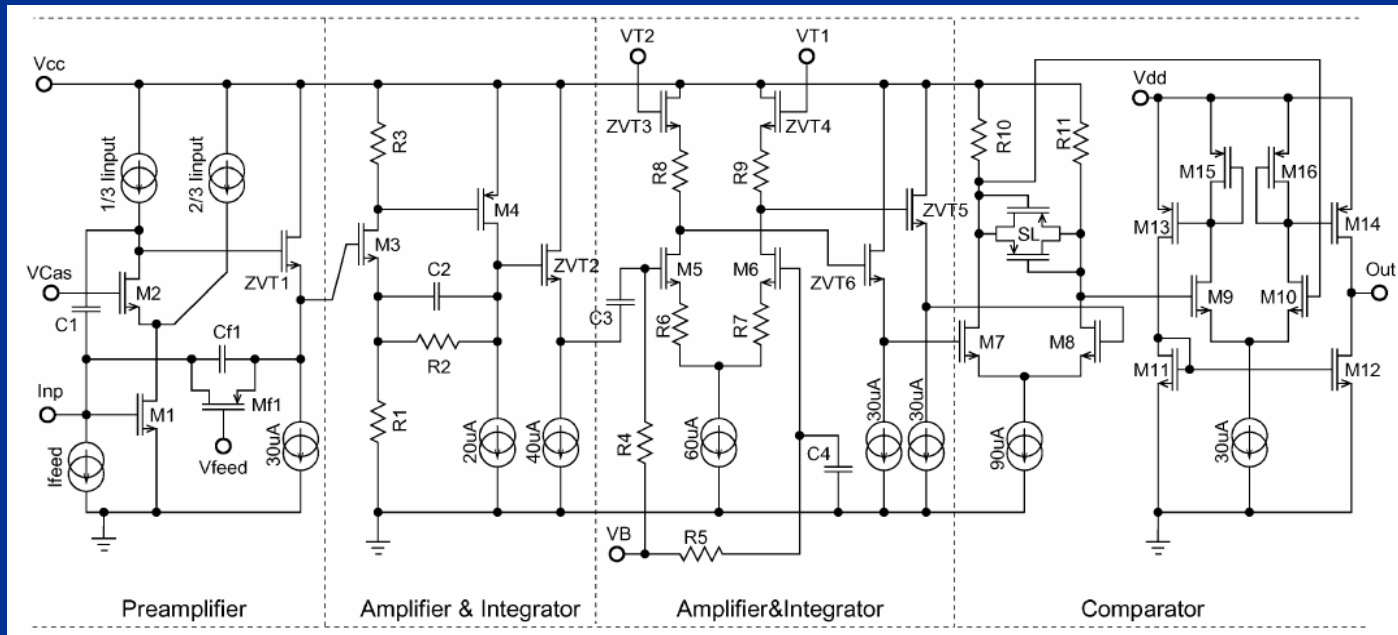 VT2
VT1
Vcc
Vdd
ZVT3
ZVT4
1/3 Iinput
2/3 Iinput
R3
R8
R9
R10
R11
M15
M16
M4
ZVT5
SL
M13
M14
VCas
M2
ZVT1
M3
C2
ZVT2
M5
M6
ZVT6
M9
M10
Out
C1
Cf1
R2
C3
R6
R7
M7
M8
M11
M12
Inp
M1
Mf1
R1
R4
Ifeed
Vfeed
30uA
20uA
40uA
60uA
C4
30uA
30uA
90uA
30uA
VB
R5
Preamplifier
Amplifier & Integrator
Amplifier&Integrator
Comparator